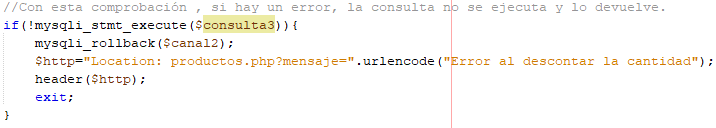 //Con esta comprobación , si hay un error, la consulta no se ejecuta y lo devuelve.
if(!mysqli_stmt_execute($consulta3)){
mysqli_rollback($canal2);
$http="Location: productos.php?mensaje=".urlencode("Error al descontar la cantidad");
header($http);
exit;
}